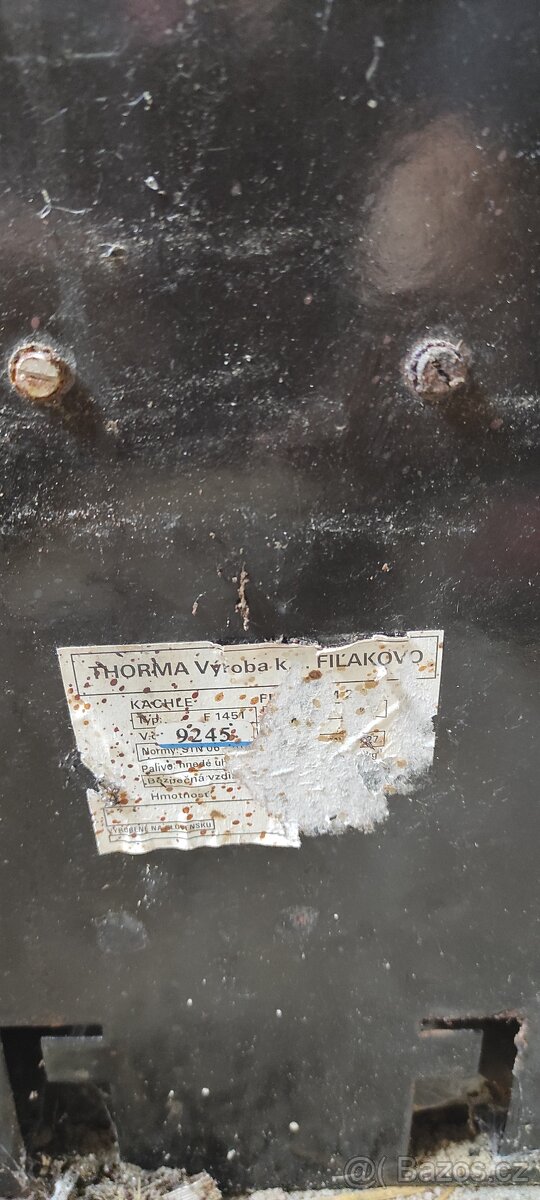 THORMA Výroba k FIĽAKOVO
KACHLE
Typ: F 1451
V.č 9245
Normy: STN 06
Palivo: hnedé uh
Bezpečná vzdi
Hmotnosť
VYROBENÉ NA SLOVENSKU
@( Bazos.cz